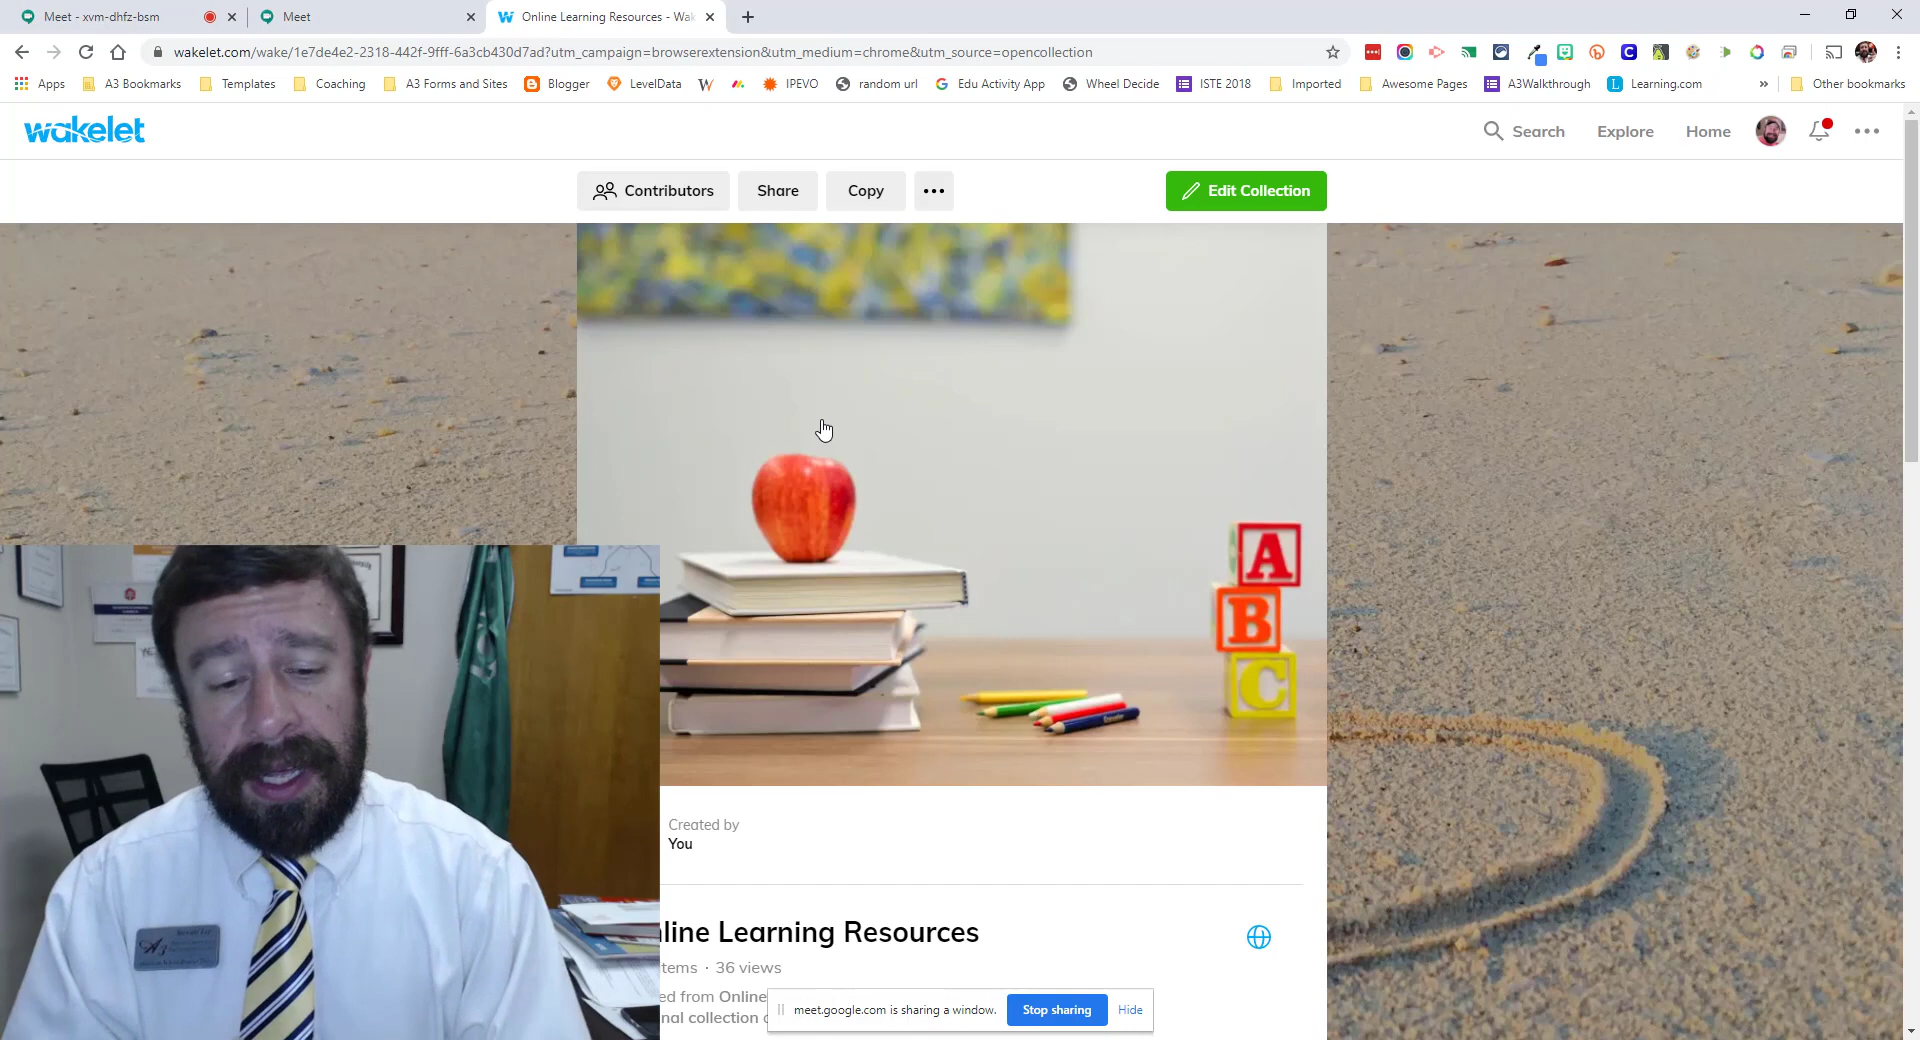 Meet - xvm-dhfz-bsm
Meet
Online Learning Resources - Wak
wakelet.com/wake/1e7de4e2-2318-442f-9fff-6a3cb430d7ad?utm_campaign=browserextension&utm_medium=chrome&utm_source=opencollection
Apps A3 Bookmarks Templates Coaching A3 Forms and Sites Blogger LevelData IPEVO random url Edu Activity App Wheel Decide ISTE 2018 Imported Awesome Pages A3Walkthrough Learning.com » Other bookmarks
wakelet
Search Explore Home
Contributors Share Copy Edit Collection
A
B
C
Created by
You
line Learning Resources
tems · 36 views
ed from Online
nal collection
meet.google.com is sharing a window. Stop sharing Hide
A3